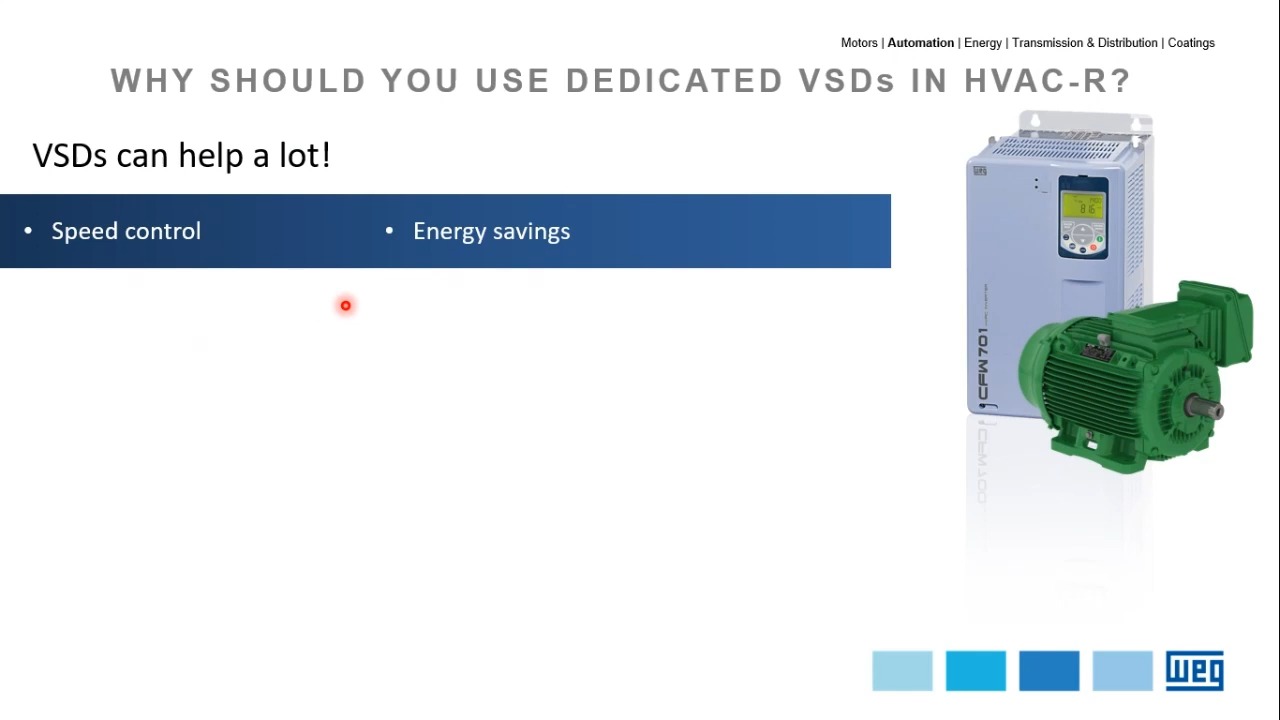 Motors | Automation | Energy | Transmission & Distribution | Coatings
WHY SHOULD YOU USE DEDICATED VSDs IN HVAC-R?
VSDs can help a lot!
• Speed control
• Energy savings
weg
CFW701
weg